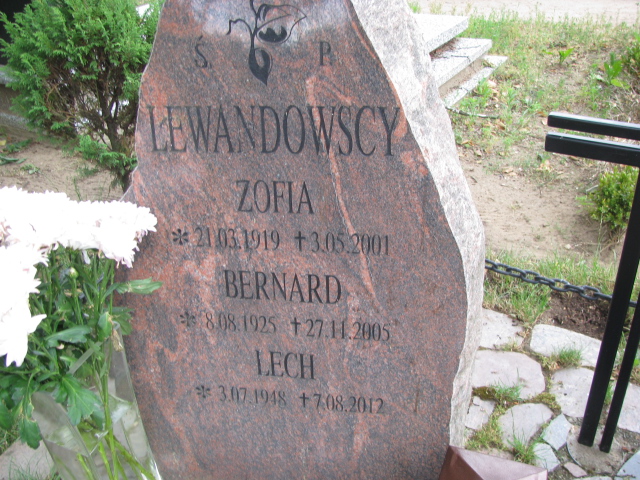 Ś P
LEWANDOWSCY
ZOFIA
* 21.03.1919 ✝ 3.05.2001
BERNARD
* 8.08.1925 ✝ 27.11.2005
LECH
* 3.07.1948 ✝ 7.08.2012